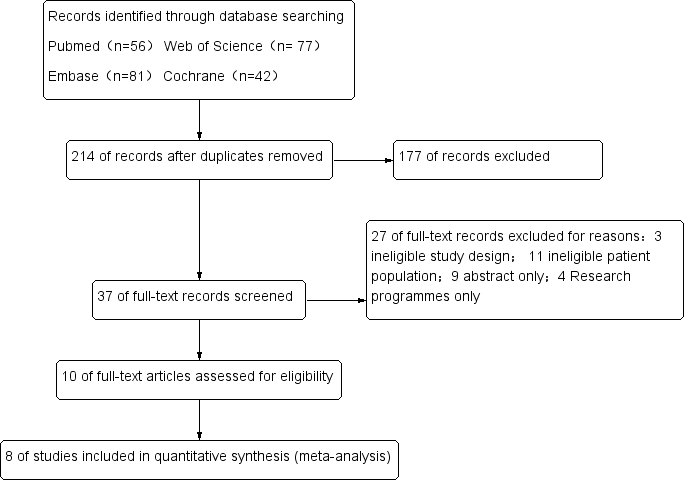 Records identified through database searching
Pubmed（n=56） Web of Science（n= 77）
Embase（n=81） Cochrane（n=42）
214 of records after duplicates removed
177 of records excluded
27 of full-text records excluded for reasons：3
ineligible study design； 11 ineligible patient
population；9 abstract only；4 Research
programmes only
37 of full-text records screened
10 of full-text articles assessed for eligibility
8 of studies included in quantitative synthesis (meta-analysis)